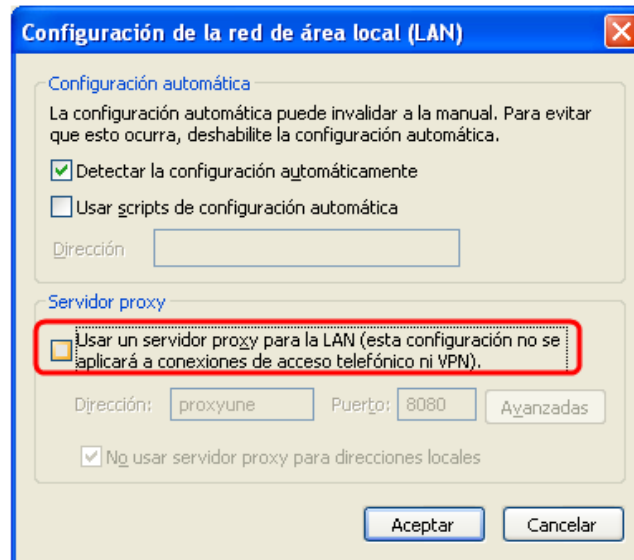 Configuración de la red de área local (LAN)
Configuración automática
La configuración automática puede invalidar a la manual. Para evitar
que esto ocurra, deshabilite la configuración automática.
Detectar la configuración automáticamente
Usar scripts de configuración automática
Dirección
Servidor proxy
Usar un servidor proxy para la LAN (esta configuración no se
aplicará a conexiones de acceso telefónico ni VPN).
Dirección: proxyune Puerto: 8080 Avanzadas
No usar servidor proxy para direcciones locales
Aceptar Cancelar